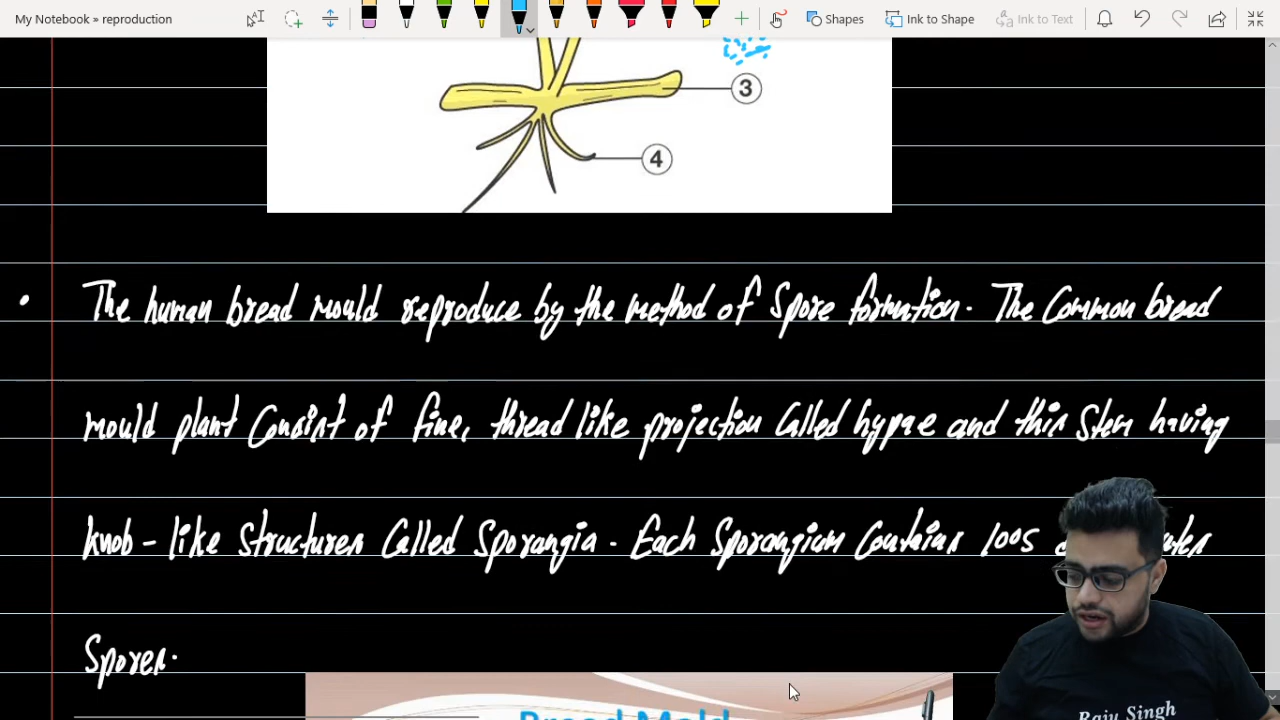 My Notebook » reproduction
Shapes
Ink to Shape
Ink to Text
3
4
• The human bread mould reproduce by the method of Spore formation. The Common bread
mould plant Consist of fine, thread like projection Called hypae and thin Stem having
knob-like Structures Called Sporangia. Each Sporangium Contains 100s
Spores.
Bread Mold
Raju Singh